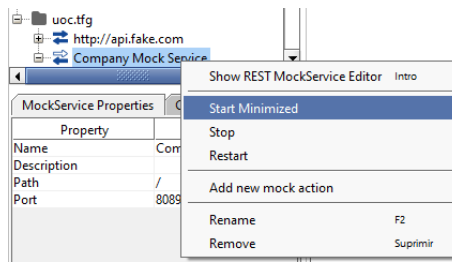 uoc.tfg
http://api.fake.com
Company Mock Service
Show REST MockService Editor Intro
Start Minimized
Stop
Restart
Add new mock action
Rename F2
Remove Suprimir
MockService Properties C
Property
Name Com
Description
Path /
Port 8089